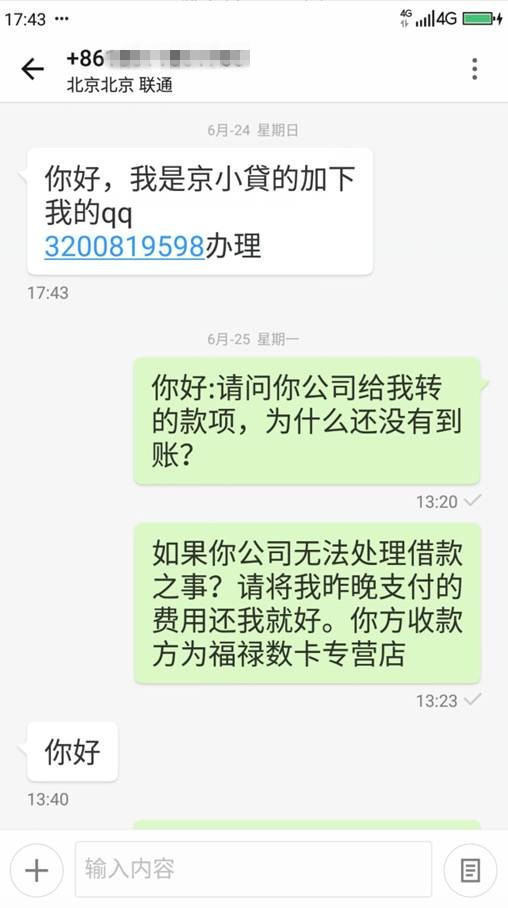 17:43 ··· 4G 4G
+86
北京北京 联通
6月-24 星期日
你好，我是京小貸的加下
我的qq
3200819598办理
17:43
6月-25 星期一
你好:请问你公司给我转
的款项，为什么还没有到
账？
13:20
如果你公司无法处理借款
之事？请将我昨晚支付的
费用还我就好。你方收款
方为福禄数卡专营店
13:23
你好
13:40
输入内容